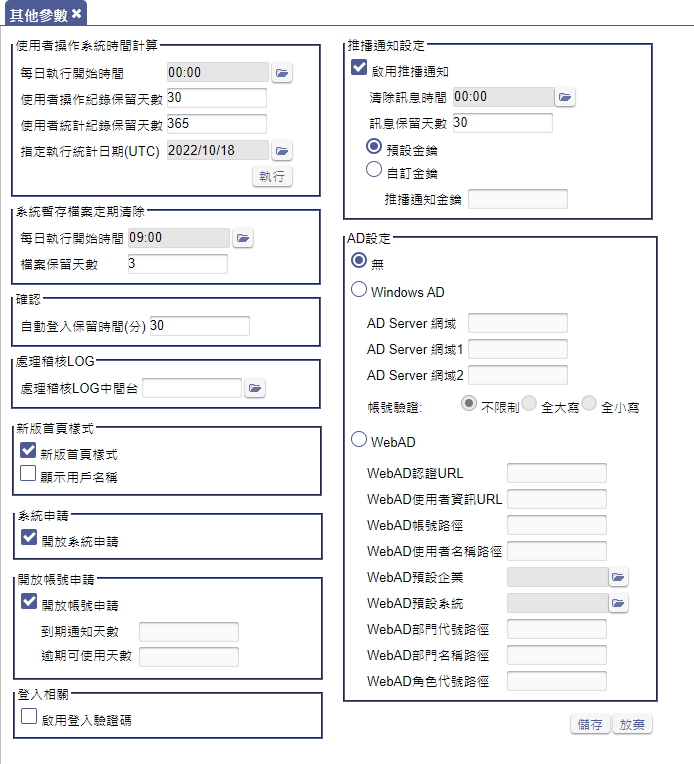 其他參數
使用者操作系統時間計算
每日執行開始時間 00:00
使用者操作紀錄保留天數 30
使用者統計紀錄保留天數 365
指定執行統計日期(UTC) 2022/10/18
執行
系統暫存檔案定期清除
每日執行開始時間 09:00
檔案保留天數 3
確認
自動登入保留時間(分) 30
處理稽核LOG
處理稽核LOG中間台
新版首頁樣式
新版首頁樣式
顯示用戶名稱
系統申請
開放系統申請
開放帳號申請
開放帳號申請
到期通知天數
逾期可使用天數
登入相關
啟用登入驗證碼
推播通知設定
啟用推播通知
清除訊息時間 00:00
訊息保留天數 30
預設金鑰
自訂金鑰
推播通知金鑰
AD設定
無
Windows AD
AD Server 網域
AD Server 網域1
AD Server 網域2
帳號驗證: 不限制 全大寫 全小寫
WebAD
WebAD認證URL
WebAD使用者資訊URL
WebAD帳號路徑
WebAD使用者名稱路徑
WebAD預設企業
WebAD預設系統
WebAD部門代號路徑
WebAD部門名稱路徑
WebAD角色代號路徑
儲存 放棄